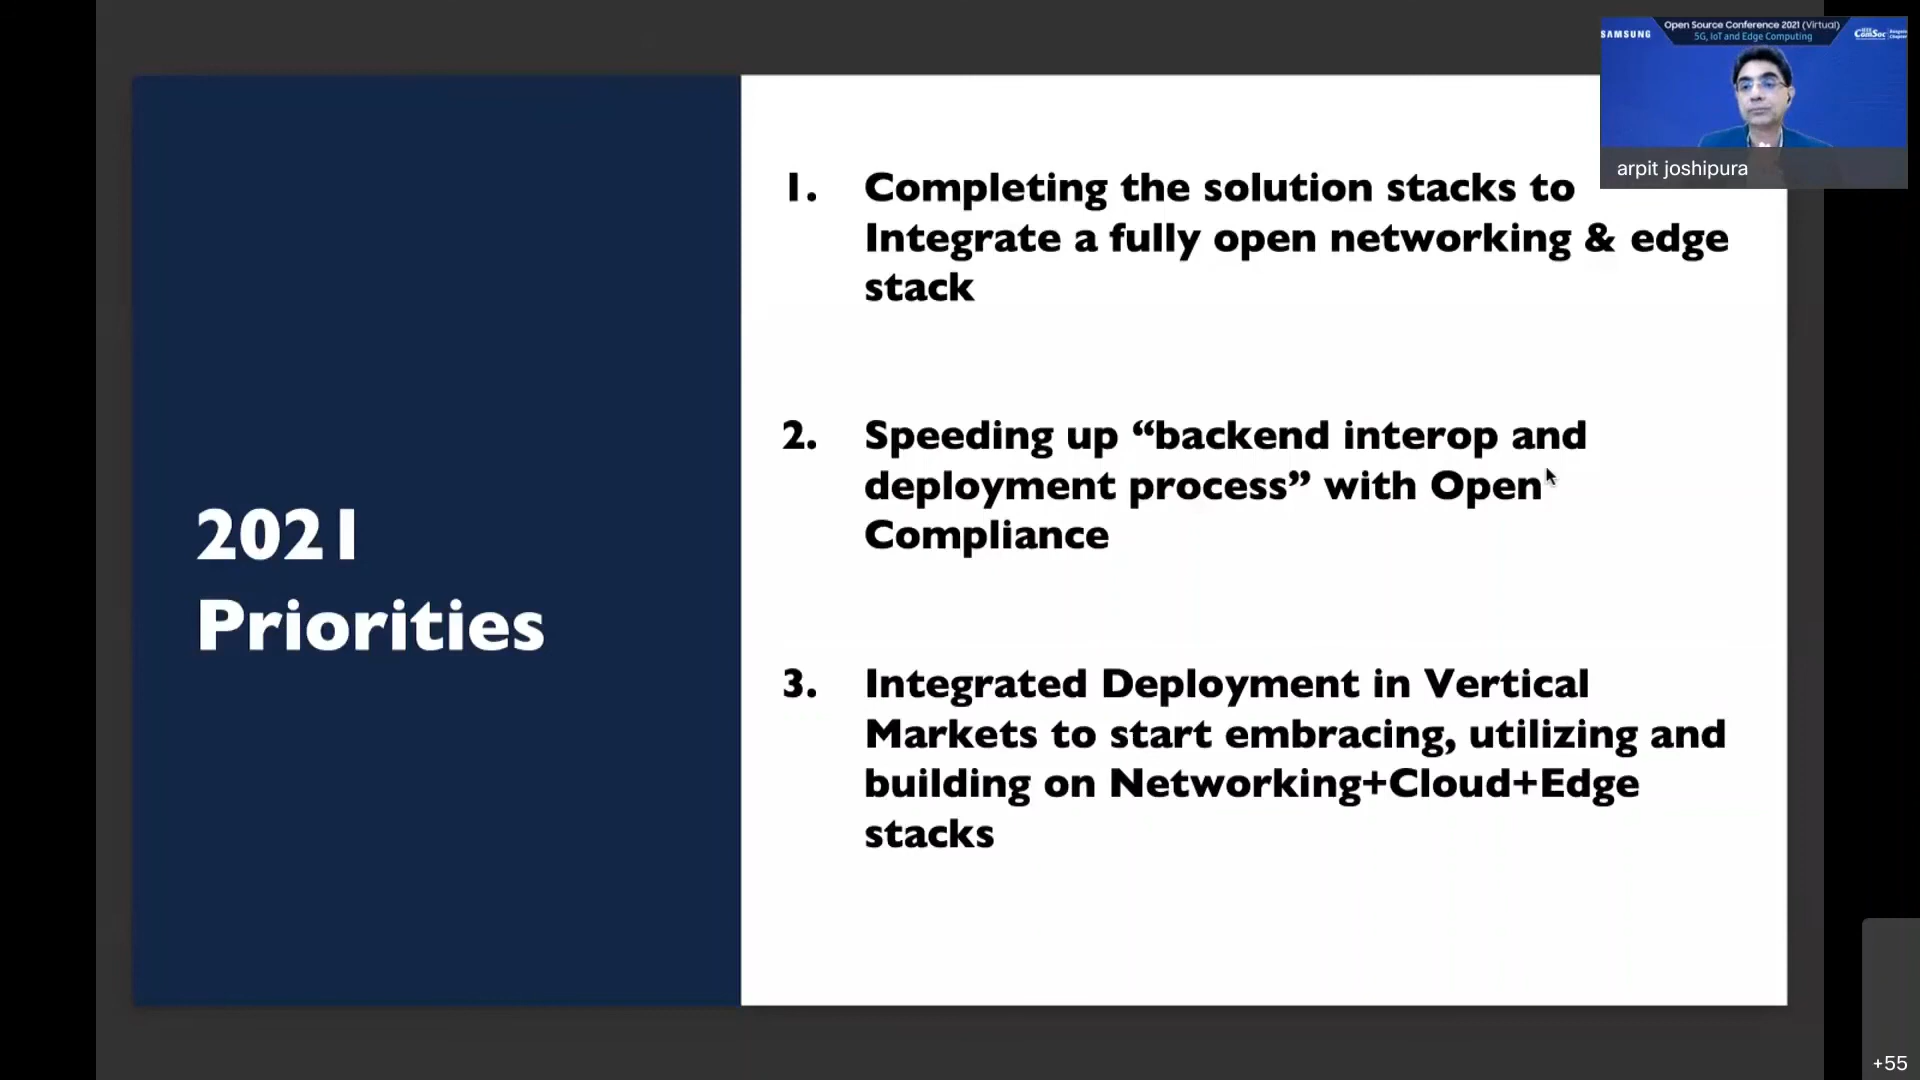 Open Source Conference 2021 (Virtual)
SAMSUNG
5G, IoT and Edge Computing
IEEE
ComSoc
arpit joshipura
1. Completing the solution stacks to
Integrate a fully open networking & edge
stack
2. Speeding up “backend interop and
deployment process” with Open
Compliance
2021
Priorities
3. Integrated Deployment in Vertical
Markets to start embracing, utilizing and
building on Networking+Cloud+Edge
stacks
+55